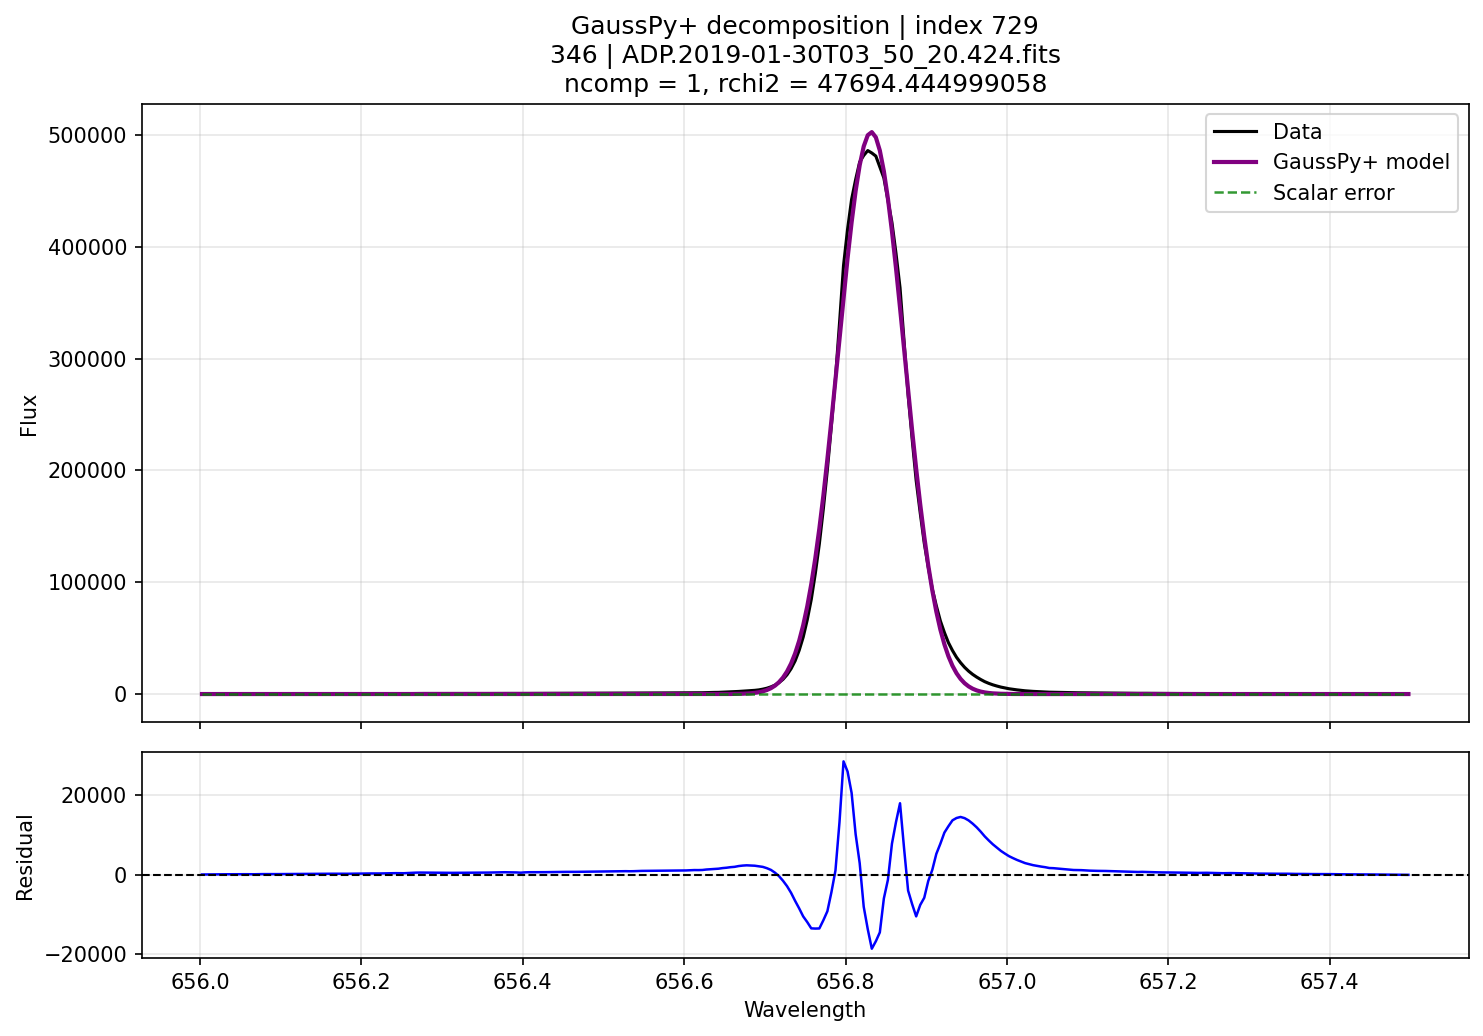 GaussPy+ decomposition | index 729
346 | ADP.2019-01-30T03_50_20.424.fits
ncomp = 1, rchi2 = 47694.444999058
Data
GaussPy+ model
Scalar error
500000
400000
300000
200000
100000
0
Flux
20000
0
−20000
Residual
656.0 656.2 656.4 656.6 656.8 657.0 657.2 657.4
Wavelength